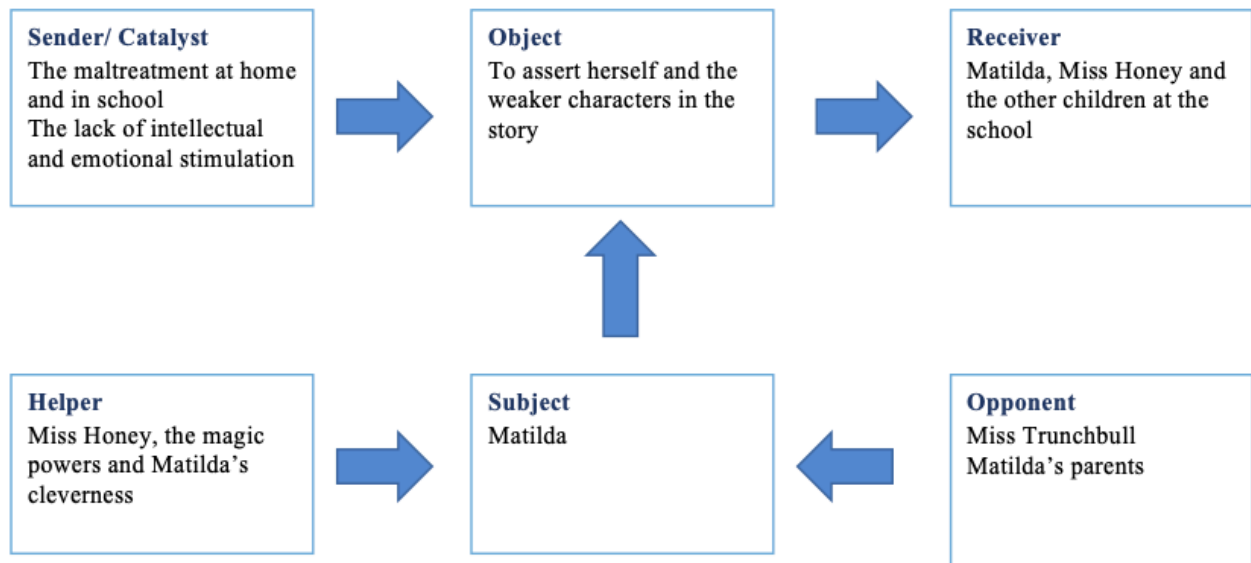 Sender/ Catalyst
The maltreatment at home
and in school
The lack of intellectual
and emotional stimulation
Object
To assert herself and the
weaker characters in the
story
Receiver
Matilda, Miss Honey and
the other children at the
school
Helper
Miss Honey, the magic
powers and Matilda’s
cleverness
Subject
Matilda
Opponent
Miss Trunchbull
Matilda’s parents